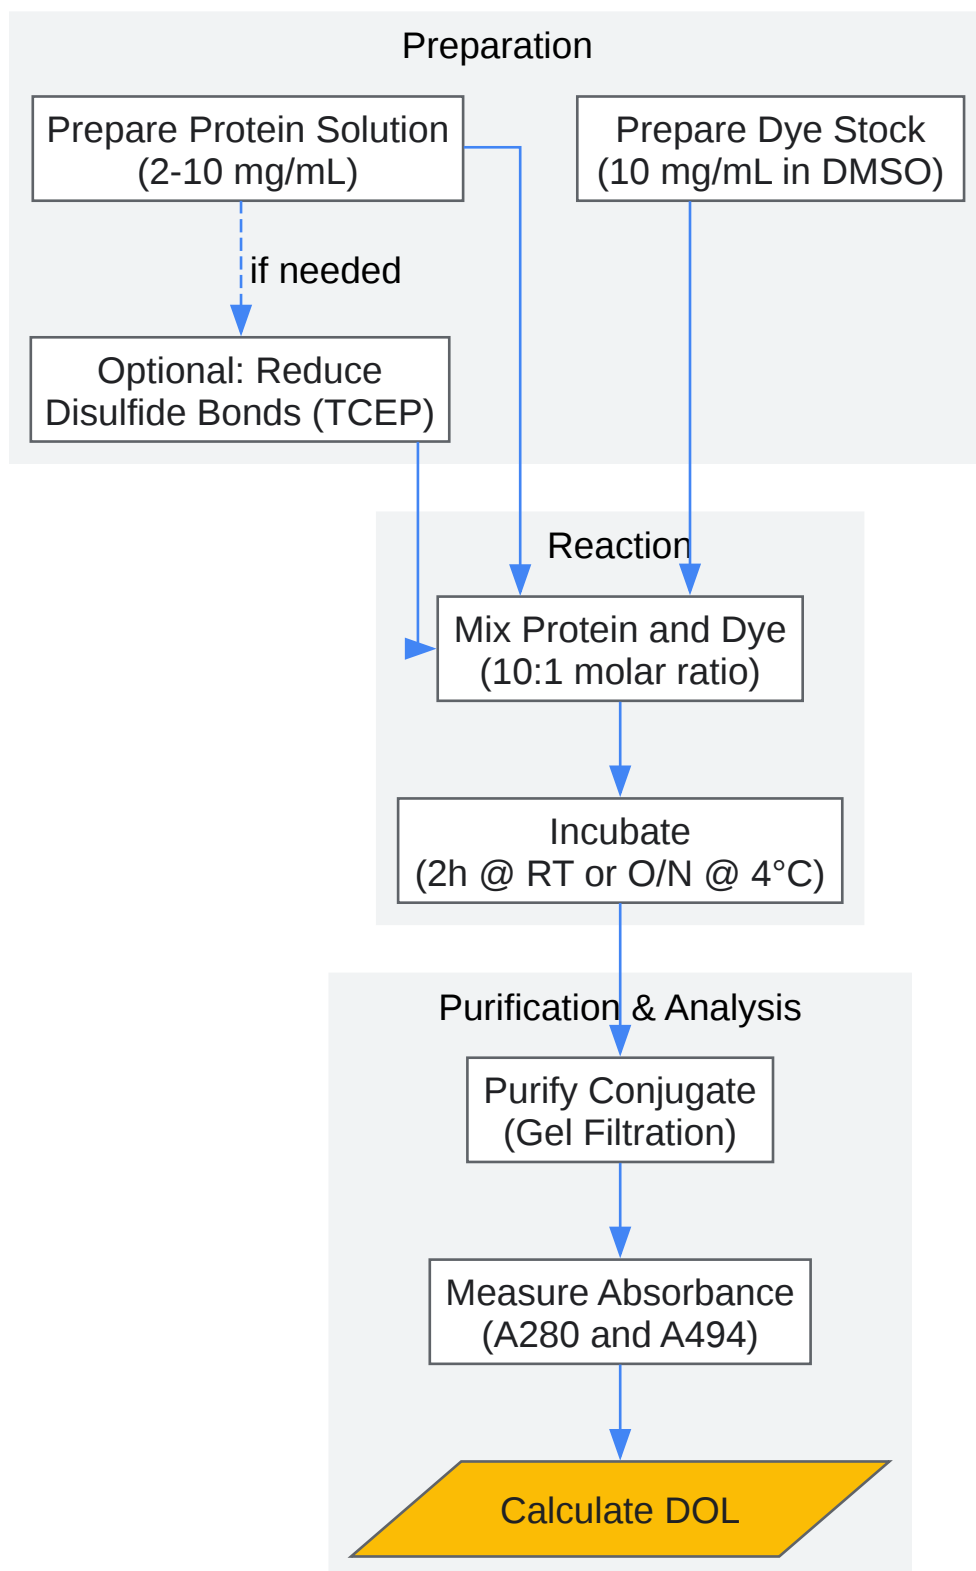 Preparation
Prepare Protein Solution
(2-10 mg/mL)
Prepare Dye Stock
(10 mg/mL in DMSO)
if needed
Optional: Reduce
Disulfide Bonds (TCEP)
Reaction
Mix Protein and Dye
(10:1 molar ratio)
Incubate
(2h @ RT or O/N @ 4°C)
Purification & Analysis
Purify Conjugate
(Gel Filtration)
Measure Absorbance
(A280 and A494)
Calculate DOL